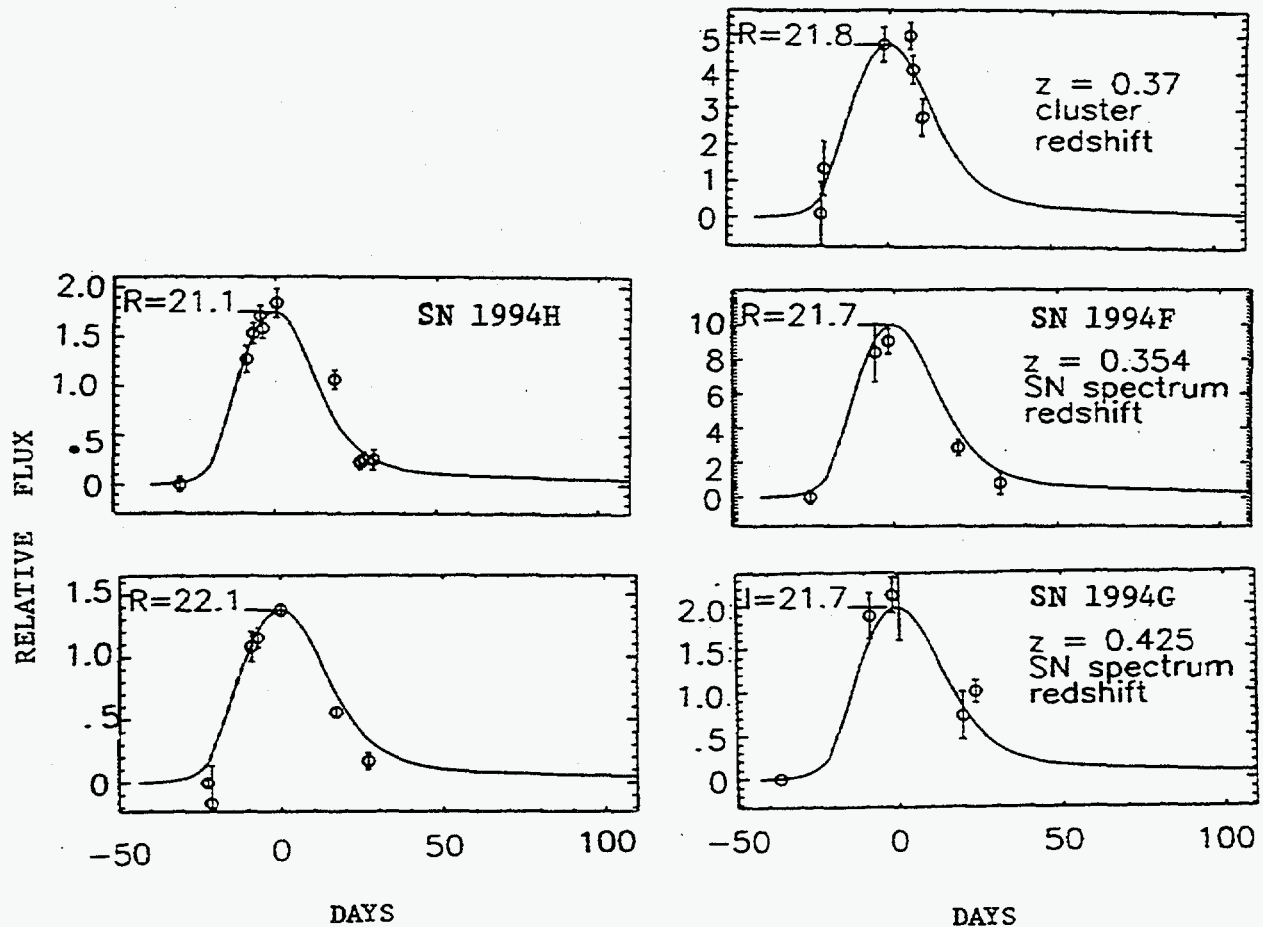 R=21.8
z = 0.37
cluster
redshift
5
4
3
2
1
0
R=21.1
SN 1994H
2.0
1.5
1.0
.5
0
R=21.7
SN 1994F
z = 0.354
SN spectrum
redshift
10
8
6
4
2
0
R=22.1
1.5
1.0
.5
0
-50
0
50
100
DAYS
I=21.7
SN 1994G
z = 0.425
SN spectrum
redshift
2.0
1.5
1.0
.5
0
-50
0
50
100
DAYS
RELATIVE FLUX